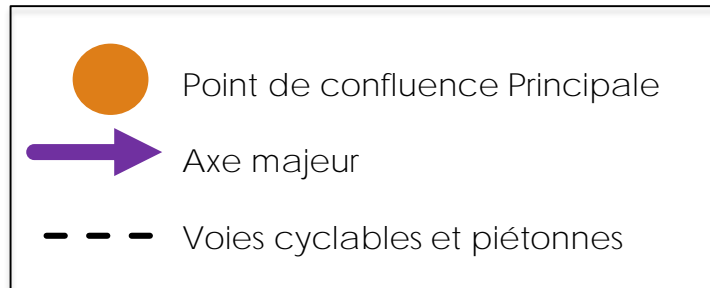 Point de confluence Principale
Axe majeur
Voies cyclables et piétonnes